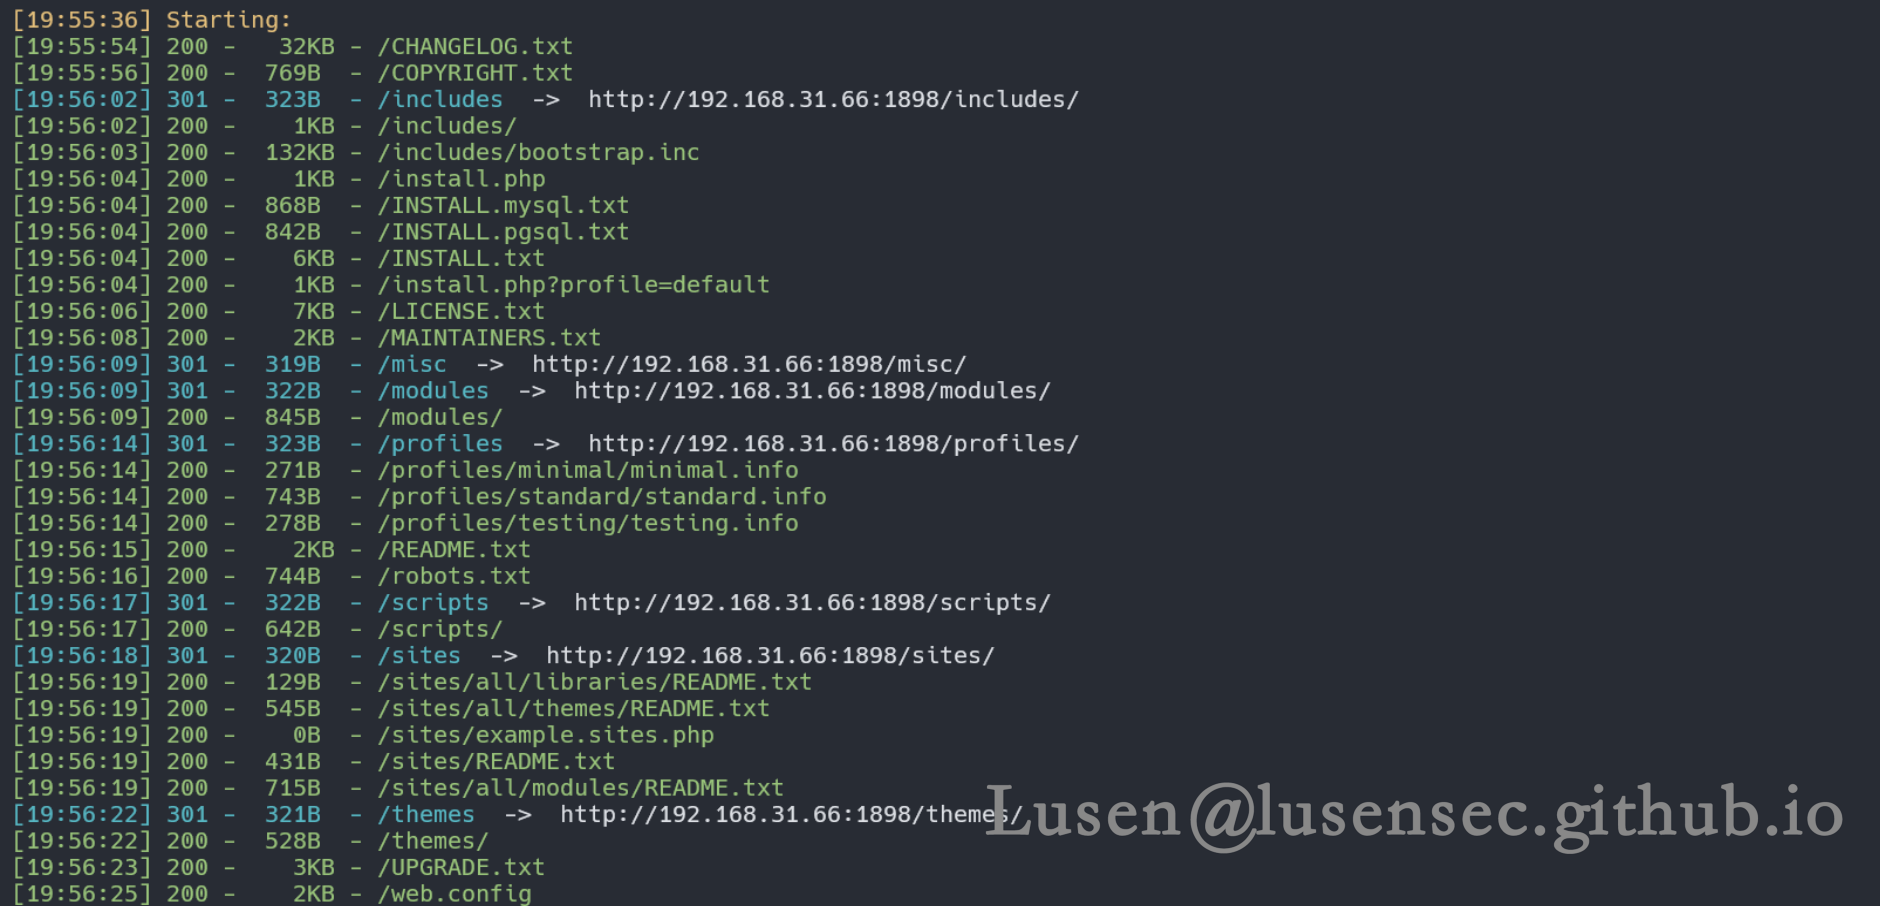 [19:55:36] Starting:
[19:55:54] 200 -   32KB - /CHANGELOG.txt
[19:55:56] 200 -  769B  - /COPYRIGHT.txt
[19:56:02] 301 -  323B  - /includes  ->  http://192.168.31.66:1898/includes/
[19:56:02] 200 -    1KB - /includes/
[19:56:03] 200 -  132KB - /includes/bootstrap.inc
[19:56:04] 200 -    1KB - /install.php
[19:56:04] 200 -  868B  - /INSTALL.mysql.txt
[19:56:04] 200 -  842B  - /INSTALL.pgsql.txt
[19:56:04] 200 -    6KB - /INSTALL.txt
[19:56:04] 200 -    1KB - /install.php?profile=default
[19:56:06] 200 -    7KB - /LICENSE.txt
[19:56:08] 200 -    2KB - /MAINTAINERS.txt
[19:56:09] 301 -  319B  - /misc  ->  http://192.168.31.66:1898/misc/
[19:56:09] 301 -  322B  - /modules  ->  http://192.168.31.66:1898/modules/
[19:56:09] 200 -  845B  - /modules/
[19:56:14] 301 -  323B  - /profiles  ->  http://192.168.31.66:1898/profiles/
[19:56:14] 200 -  271B  - /profiles/minimal/minimal.info
[19:56:14] 200 -  743B  - /profiles/standard/standard.info
[19:56:14] 200 -  278B  - /profiles/testing/testing.info
[19:56:15] 200 -    2KB - /README.txt
[19:56:16] 200 -  744B  - /robots.txt
[19:56:17] 301 -  322B  - /scripts  ->  http://192.168.31.66:1898/scripts/
[19:56:17] 200 -  642B  - /scripts/
[19:56:18] 301 -  320B  - /sites  ->  http://192.168.31.66:1898/sites/
[19:56:19] 200 -  129B  - /sites/all/libraries/README.txt
[19:56:19] 200 -  545B  - /sites/all/themes/README.txt
[19:56:19] 200 -    0B  - /sites/example.sites.php
[19:56:19] 200 -  431B  - /sites/README.txt
[19:56:19] 200 -  715B  - /sites/all/modules/README.txt
[19:56:22] 301 -  321B  - /themes  ->  http://192.168.31.66:1898/themes/
[19:56:22] 200 -  528B  - /themes/
[19:56:23] 200 -    3KB - /UPGRADE.txt
[19:56:25] 200 -    2KB - /web.config
Lusen@lusensec.github.io